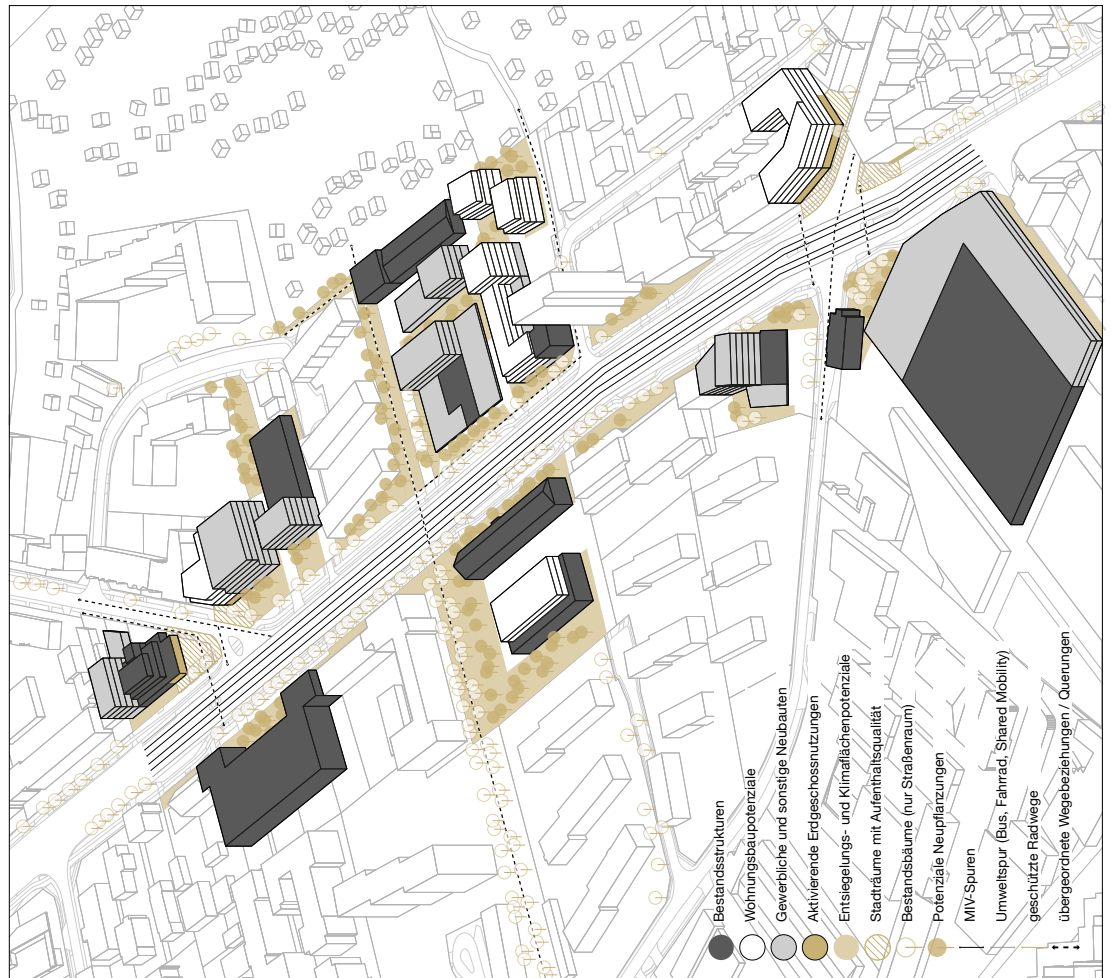 Bestandsstrukturen
Wohnungsbaupotenziale
Gewerbliche und sonstige Neubauten
Aktivierende Erdgeschossnutzungen
Entsiegelungs- und Klimaflächenpotenziale
Stadträume mit Aufenthaltsqualität
Bestandsbäume (nur Straßenraum)
Potenziale Neupflanzungen
MIV-Spuren
Umweltspur (Bus, Fahrrad, Shared Mobility)
geschützte Radwege
übergeordnete Wegebeziehungen / Querungen